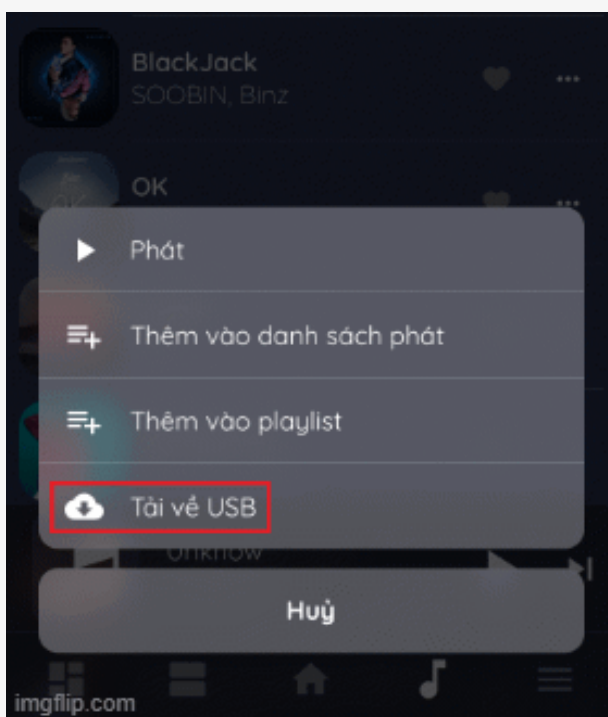 BlackJack
SOOBIN, Binz
OK
Phát
Thêm vào danh sách phát
Thêm vào playlist
Tải về USB
Unknow
Huỷ
imgflip.com